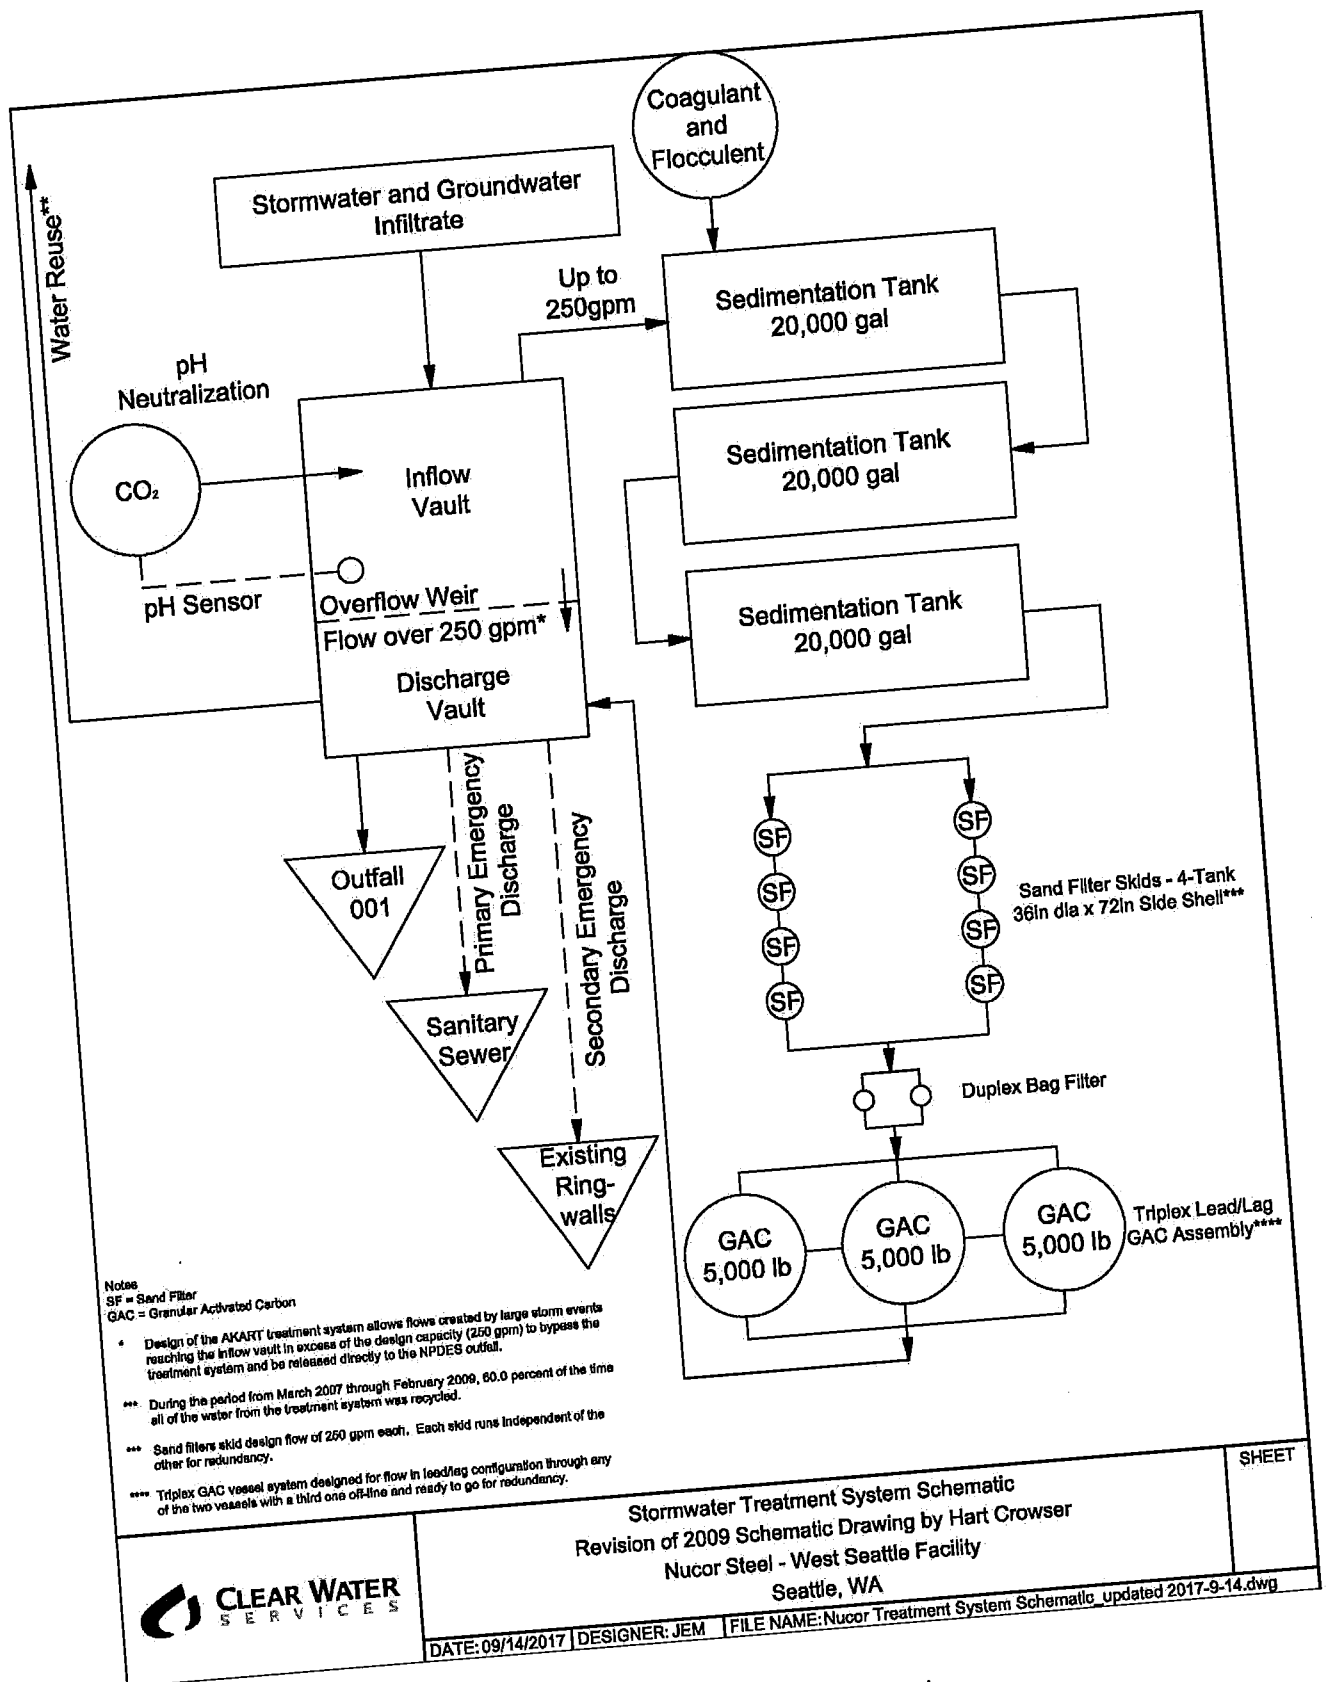 Coagulant
and
Flocculent
Stormwater and Groundwater
Infiltrate
Water Reuse**
Up to
250gpm
Sedimentation Tank
20,000 gal
pH
Neutralization
CO₂
Inflow
Vault
Sedimentation Tank
20,000 gal
pH Sensor
Overflow Weir
Flow over 250 gpm*
Discharge
Vault
Sedimentation Tank
20,000 gal
Outfall
001
Primary Emergency
Discharge
Secondary Emergency
Discharge
Sanitary
Sewer
Existing
Ring-
walls
SF
SF
SF
SF
SF
SF
SF
SF
Sand Filter Skids - 4-Tank
36in dia x 72in Side Shell***
Duplex Bag Filter
GAC
5,000 lb
GAC
5,000 lb
GAC
5,000 lb
Triplex Lead/Lag
GAC Assembly****
Notes
SF = Sand Filter
GAC = Granular Activated Carbon
* Design of the AKART treatment system allows flows created by large storm events
reaching the inflow vault in excess of the design capacity (250 gpm) to bypass the
treatment system and be released directly to the NPDES outfall.
*** During the period from March 2007 through February 2009, 60.0 percent of the time
all of the water from the treatment system was recycled.
*** Sand filters skid design flow of 250 gpm each. Each skid runs independent of the
other for redundancy.
**** Triplex GAC vessel system designed for flow in lead/lag configuration through any
of the two vessels with a third one off-line and ready to go for redundancy.
CLEAR WATER
SERVICES
Stormwater Treatment System Schematic
Revision of 2009 Schematic Drawing by Hart Crowser
Nucor Steel - West Seattle Facility
Seattle, WA
SHEET
DATE: 09/14/2017 DESIGNER: JEM FILE NAME: Nucor Treatment System Schematic_updated 2017-9-14.dwg